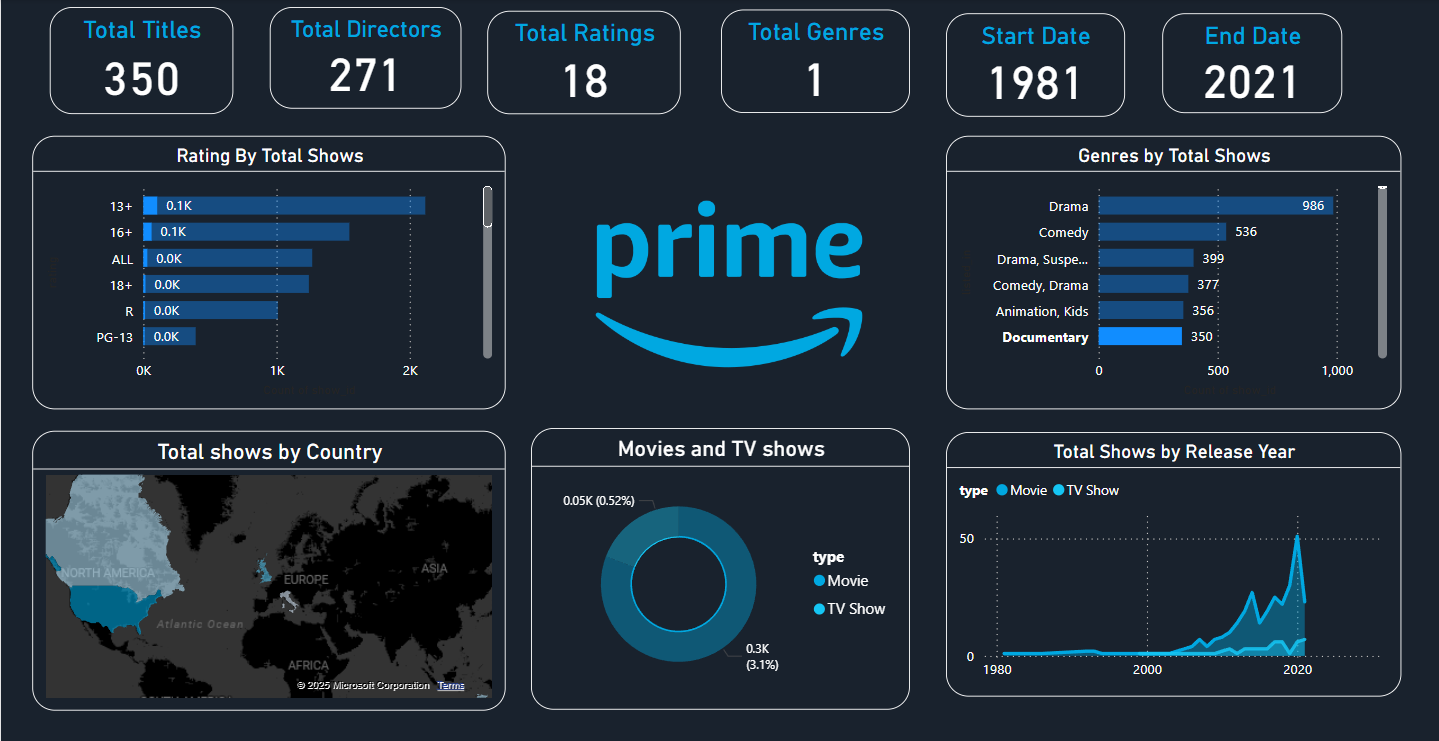 Total Titles
350
Total Directors
271
Total Ratings
18
Total Genres
1
Start Date
1981
End Date
2021
Rating By Total Shows
13+ 0.1K
16+ 0.1K
ALL 0.0K
18+ 0.0K
R 0.0K
PG-13 0.0K
0K 1K 2K
prime
Genres by Total Shows
Drama 986
Comedy 536
Drama, Suspe... 399
Comedy, Drama 377
Animation, Kids 356
Documentary 350
0 500 1,000
Total shows by Country
NORTH AMERICA
EUROPE
ASIA
Atlantic Ocean
AFRICA
© 2025 Microsoft Corporation Terms
SOUTH AMERICA
Movies and TV shows
0.05K (0.52%)
type
Movie
TV Show
0.3K
(3.1%)
Total Shows by Release Year
type Movie TV Show
50
0
1980 2000 2020